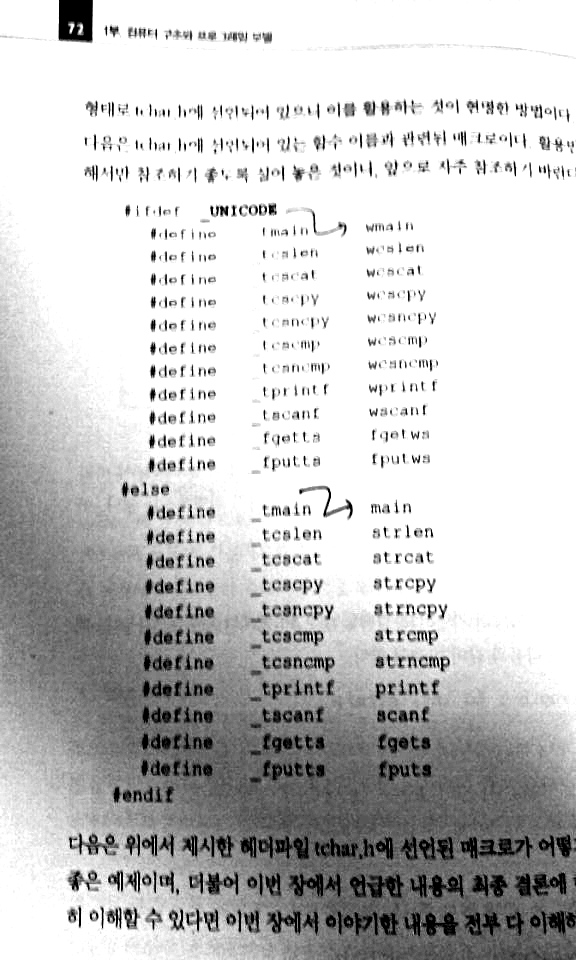 72 1부. 컴퓨터 구조와 프로그래밍 모델
형태로 tchar.h에 선언되어 있으니 이를 활용하는 것이 현명한 방법이다
다음은 tchar.h에 선언되어 있는 함수 이름과 관련된 매크로이다. 활용
해서만 참조하기 좋도록 실어 놓은 것이니, 앞으로 자주 참조하기 바란다
#ifdef _UNICODE
#define _tmain wmain
#define _tcslen wcslen
#define _tcscat wcscat
#define _tcscpy wcscpy
#define _tcsncpy wcsncpy
#define _tcscmp wcscmp
#define _tcsncmp wcsncmp
#define _tprintf wprintf
#define _tscanf wscanf
#define _fgetts fgetws
#define _fputts fputws
#else
#define _tmain main
#define _tcslen strlen
#define _tcscat strcat
#define _tcscpy strcpy
#define _tcsncpy strncpy
#define _tcscmp strcmp
#define _tcsncmp strncmp
#define _tprintf printf
#define _tscanf scanf
#define _fgetts fgets
#define _fputts fputs
#endif
다음은 위에서 제시한 헤더파일 tchar.h에 선언된 매크로가
좋은 예제이며, 더불어 이번 장에서 언급한 내용의 최종 결론에
히 이해할 수 있다면 이번 장에서 이야기한 내용을 전부 다